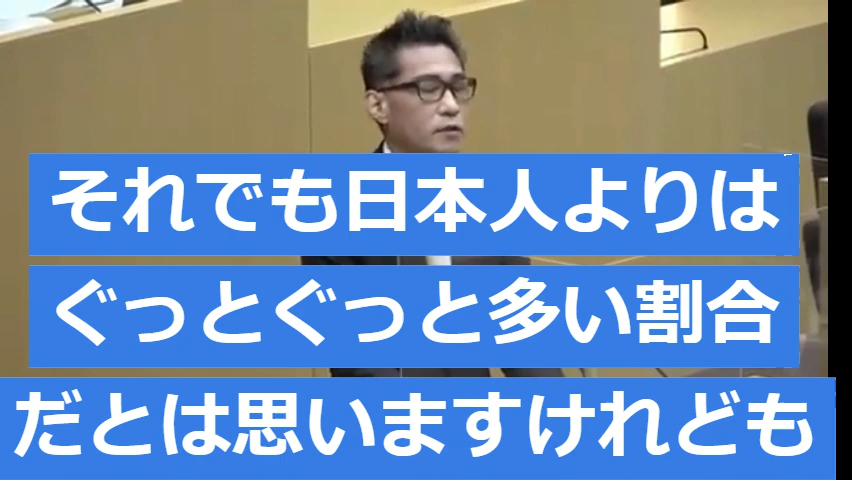 それでも日本人よりは
ぐっとぐっと多い割合
だとは思いますけれども